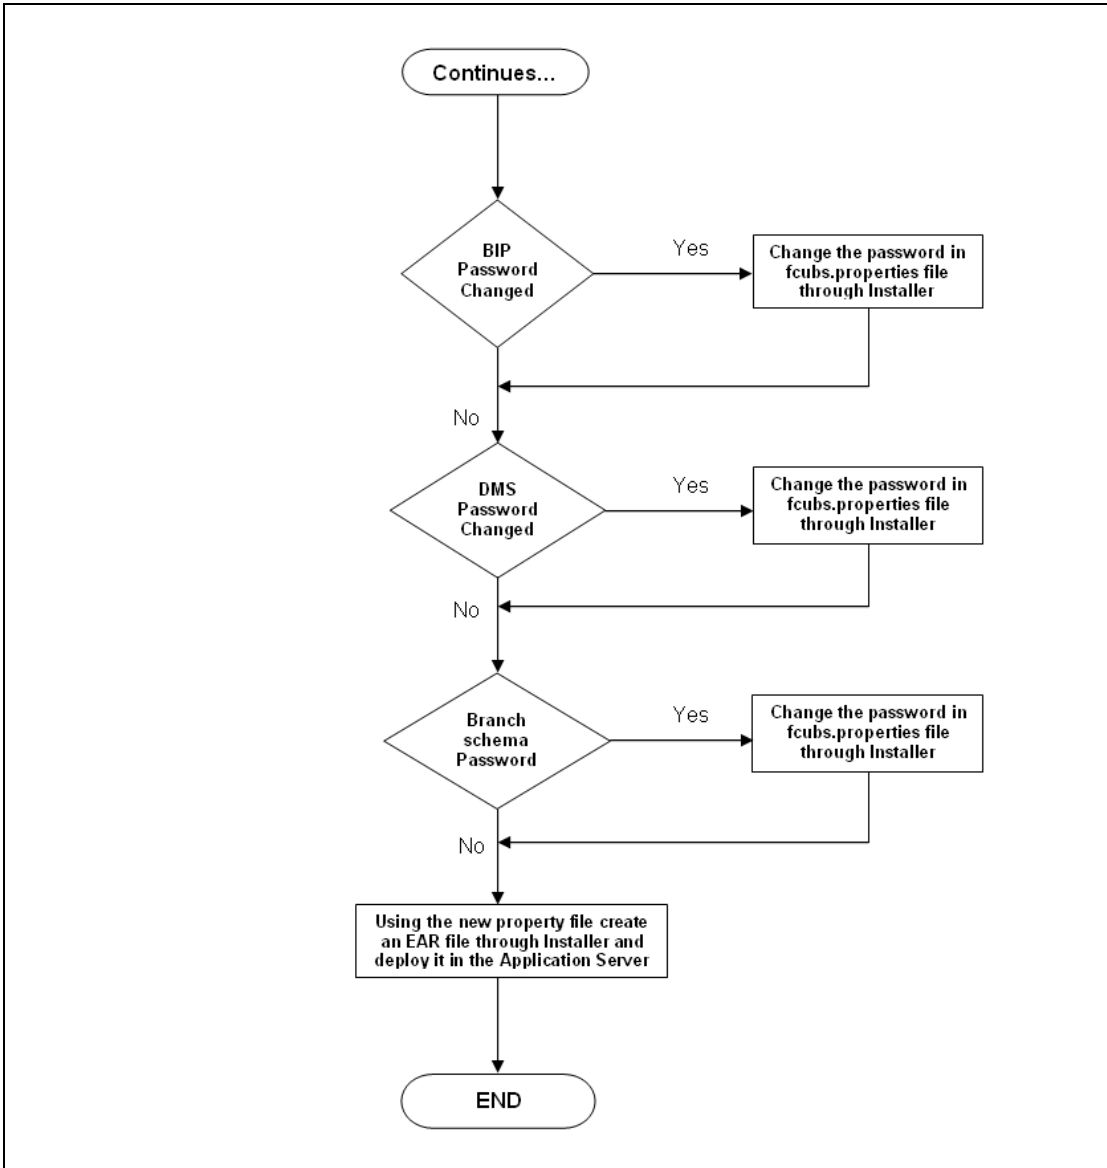 Continues...
BIP
Password
Changed
Yes
Change the password in
fcubs.properties file
through Installer
No
DMS
Password
Changed
Yes
Change the password in
fcubs.properties file
through Installer
No
Branch
schema
Password
Yes
Change the password in
fcubs.properties file
through Installer
No
Using the new property file create
an EAR file through Installer and
deploy it in the Application Server
END